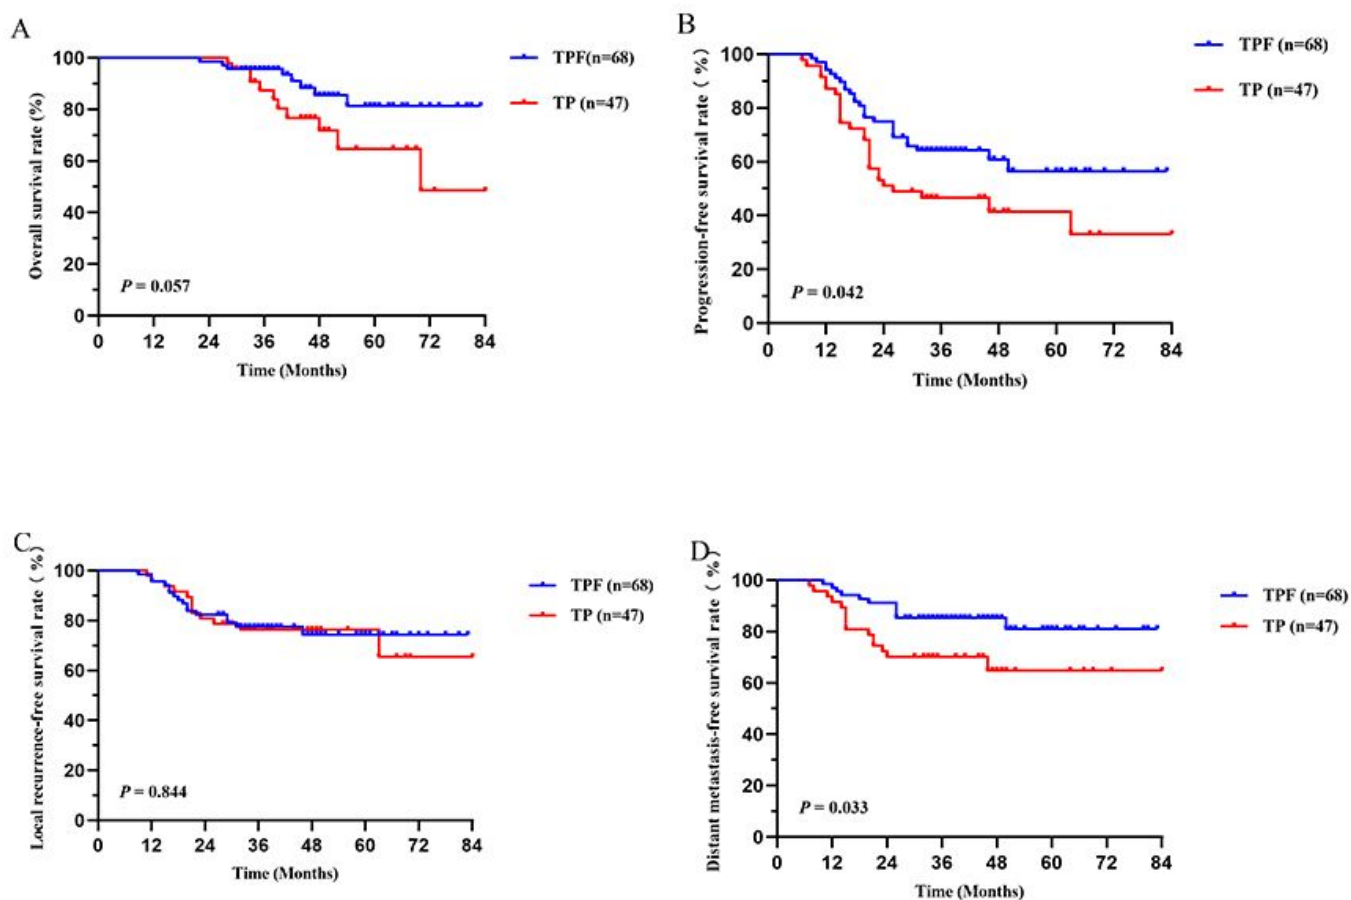 A
TPF(n=68)
TP (n=47)
Overall survival rate (%)
100
80
60
40
20
0
P = 0.057
0 12 24 36 48 60 72 84
Time (Months)
B
TPF (n=68)
TP (n=47)
Progression-free survival rate（ %）
100
80
60
40
20
0
P = 0.042
0 12 24 36 48 60 72 84
Time (Months)
C
TPF (n=68)
TP (n=47)
Local recurrence-free survival rate（ %）
100
80
60
40
20
0
P = 0.844
0 12 24 36 48 60 72 84
Time (Months)
D
TPF (n=68)
TP (n=47)
Distant metastasis-free survival rate（ %）
100
80
60
40
20
0
P = 0.033
0 12 24 36 48 60 72 84
Time (Months)